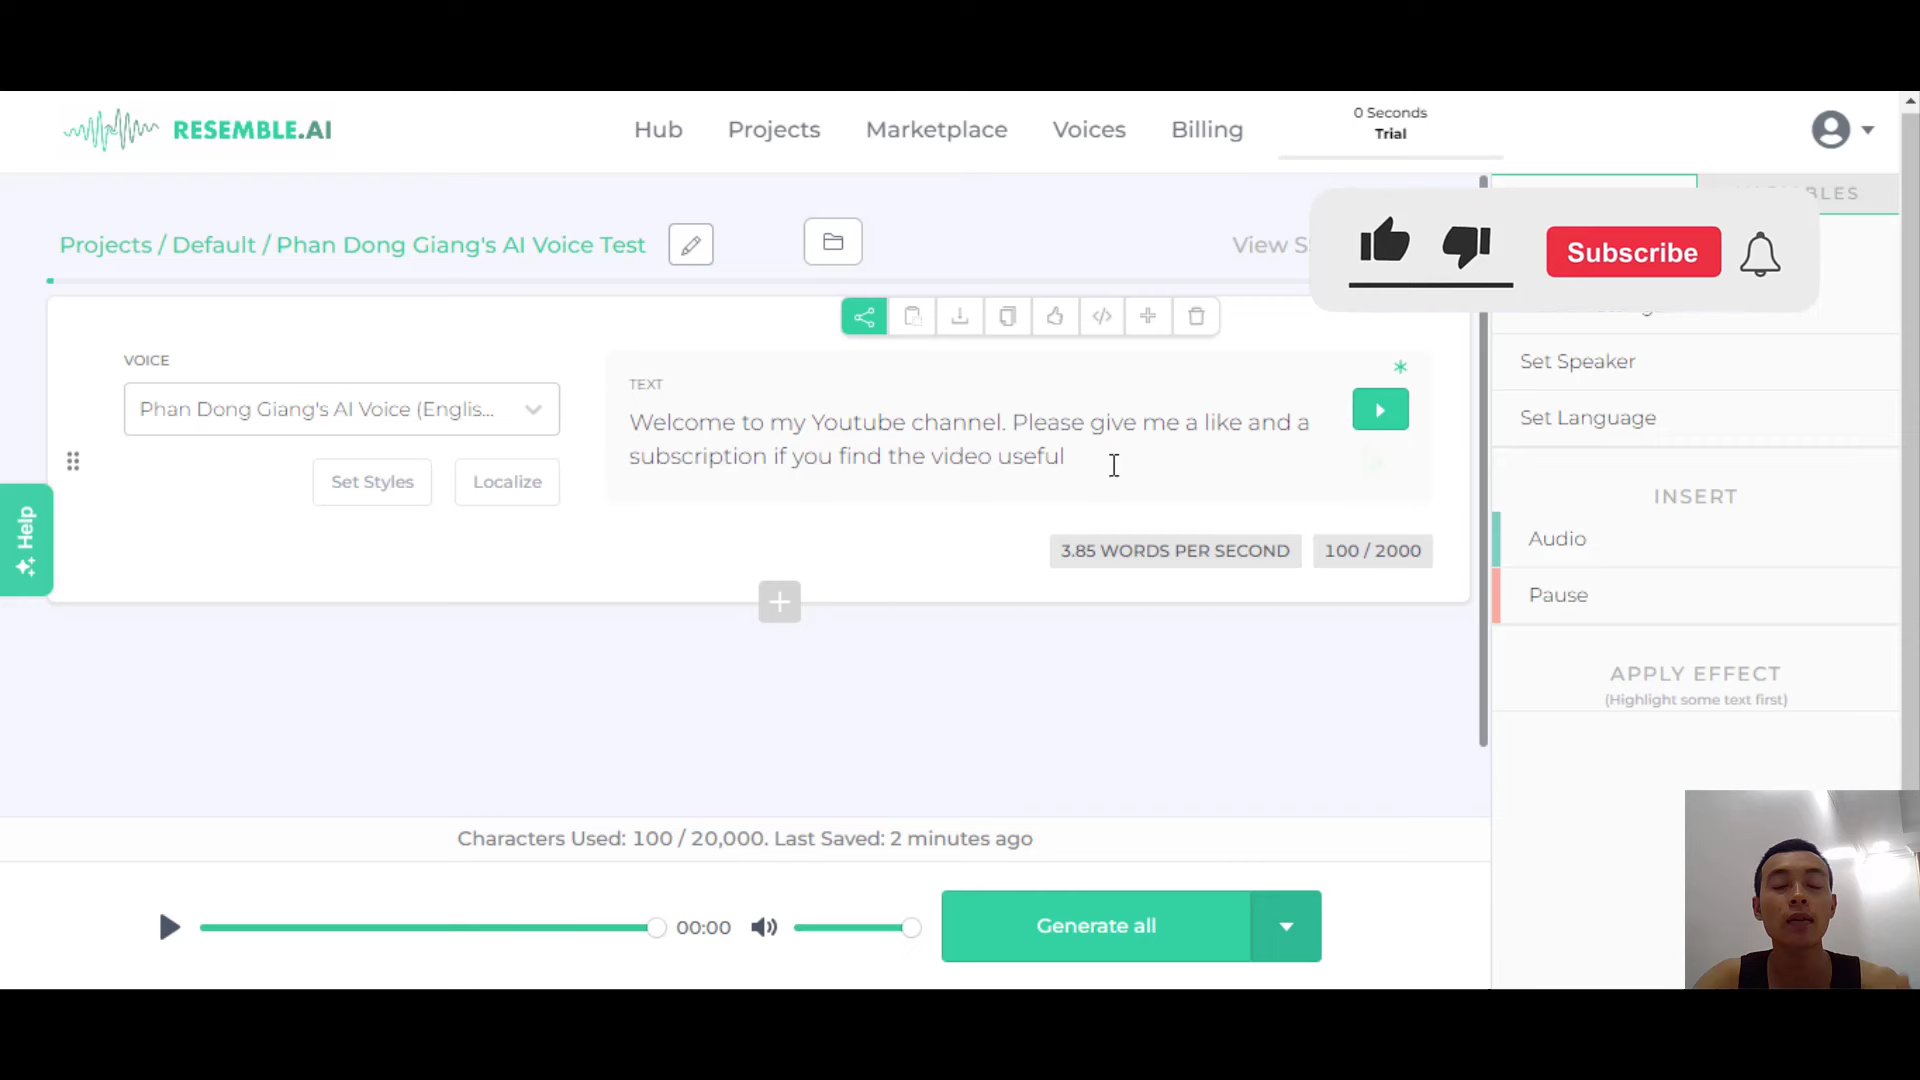 RESEMBLE.AI
Hub
Projects
Marketplace
Voices
Billing
0 Seconds
Trial
BLES
Projects / Default / Phan Dong Giang's AI Voice Test
View S
Subscribe
VOICE
Phan Dong Giang's AI Voice (Englis...
Set Styles
Localize
TEXT
Welcome to my Youtube channel. Please give me a like and a
subscription if you find the video useful
3.85 WORDS PER SECOND
100 / 2000
Set Speaker
Set Language
INSERT
Audio
Pause
APPLY EFFECT
(Highlight some text first)
Help
Characters Used: 100 / 20,000. Last Saved: 2 minutes ago
00:00
Generate all